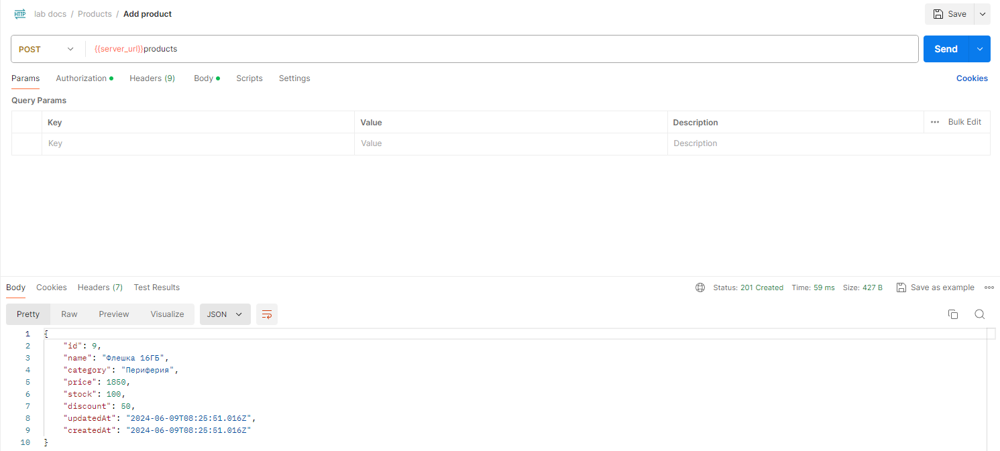 HTTP lab docs / Products / Add product Save
POST {{server_url}}products Send
Params Authorization Headers (9) Body Scripts Settings Cookies
Query Params
Key Value Description ••• Bulk Edit
Key Value Description
Body Cookies Headers (7) Test Results Status: 201 Created Time: 59 ms Size: 427 B Save as example
Pretty Raw Preview Visualize JSON
1 {
2 "id": 9,
3 "name": "Флешка 16ГБ",
4 "category": "Периферия",
5 "price": 1850,
6 "stock": 100,
7 "discount": 50,
8 "updatedAt": "2024-06-09T08:25:51.016Z",
9 "createdAt": "2024-06-09T08:25:51.016Z"
10 }